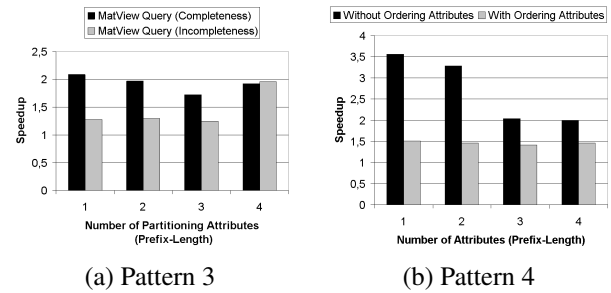 MatView Query (Completeness)
MatView Query (Incompleteness)
2,5
2
1,5
1
0,5
0
Speedup
1 2 3 4
Number of Partitioning Attributes
(Prefix-Length)
(a) Pattern 3
Without Ordering Attributes With Ordering Attributes
4
3,5
3
2,5
2
1,5
1
0,5
0
Speedup
1 2 3 4
Number of Attributes (Prefix-Length)
(b) Pattern 4